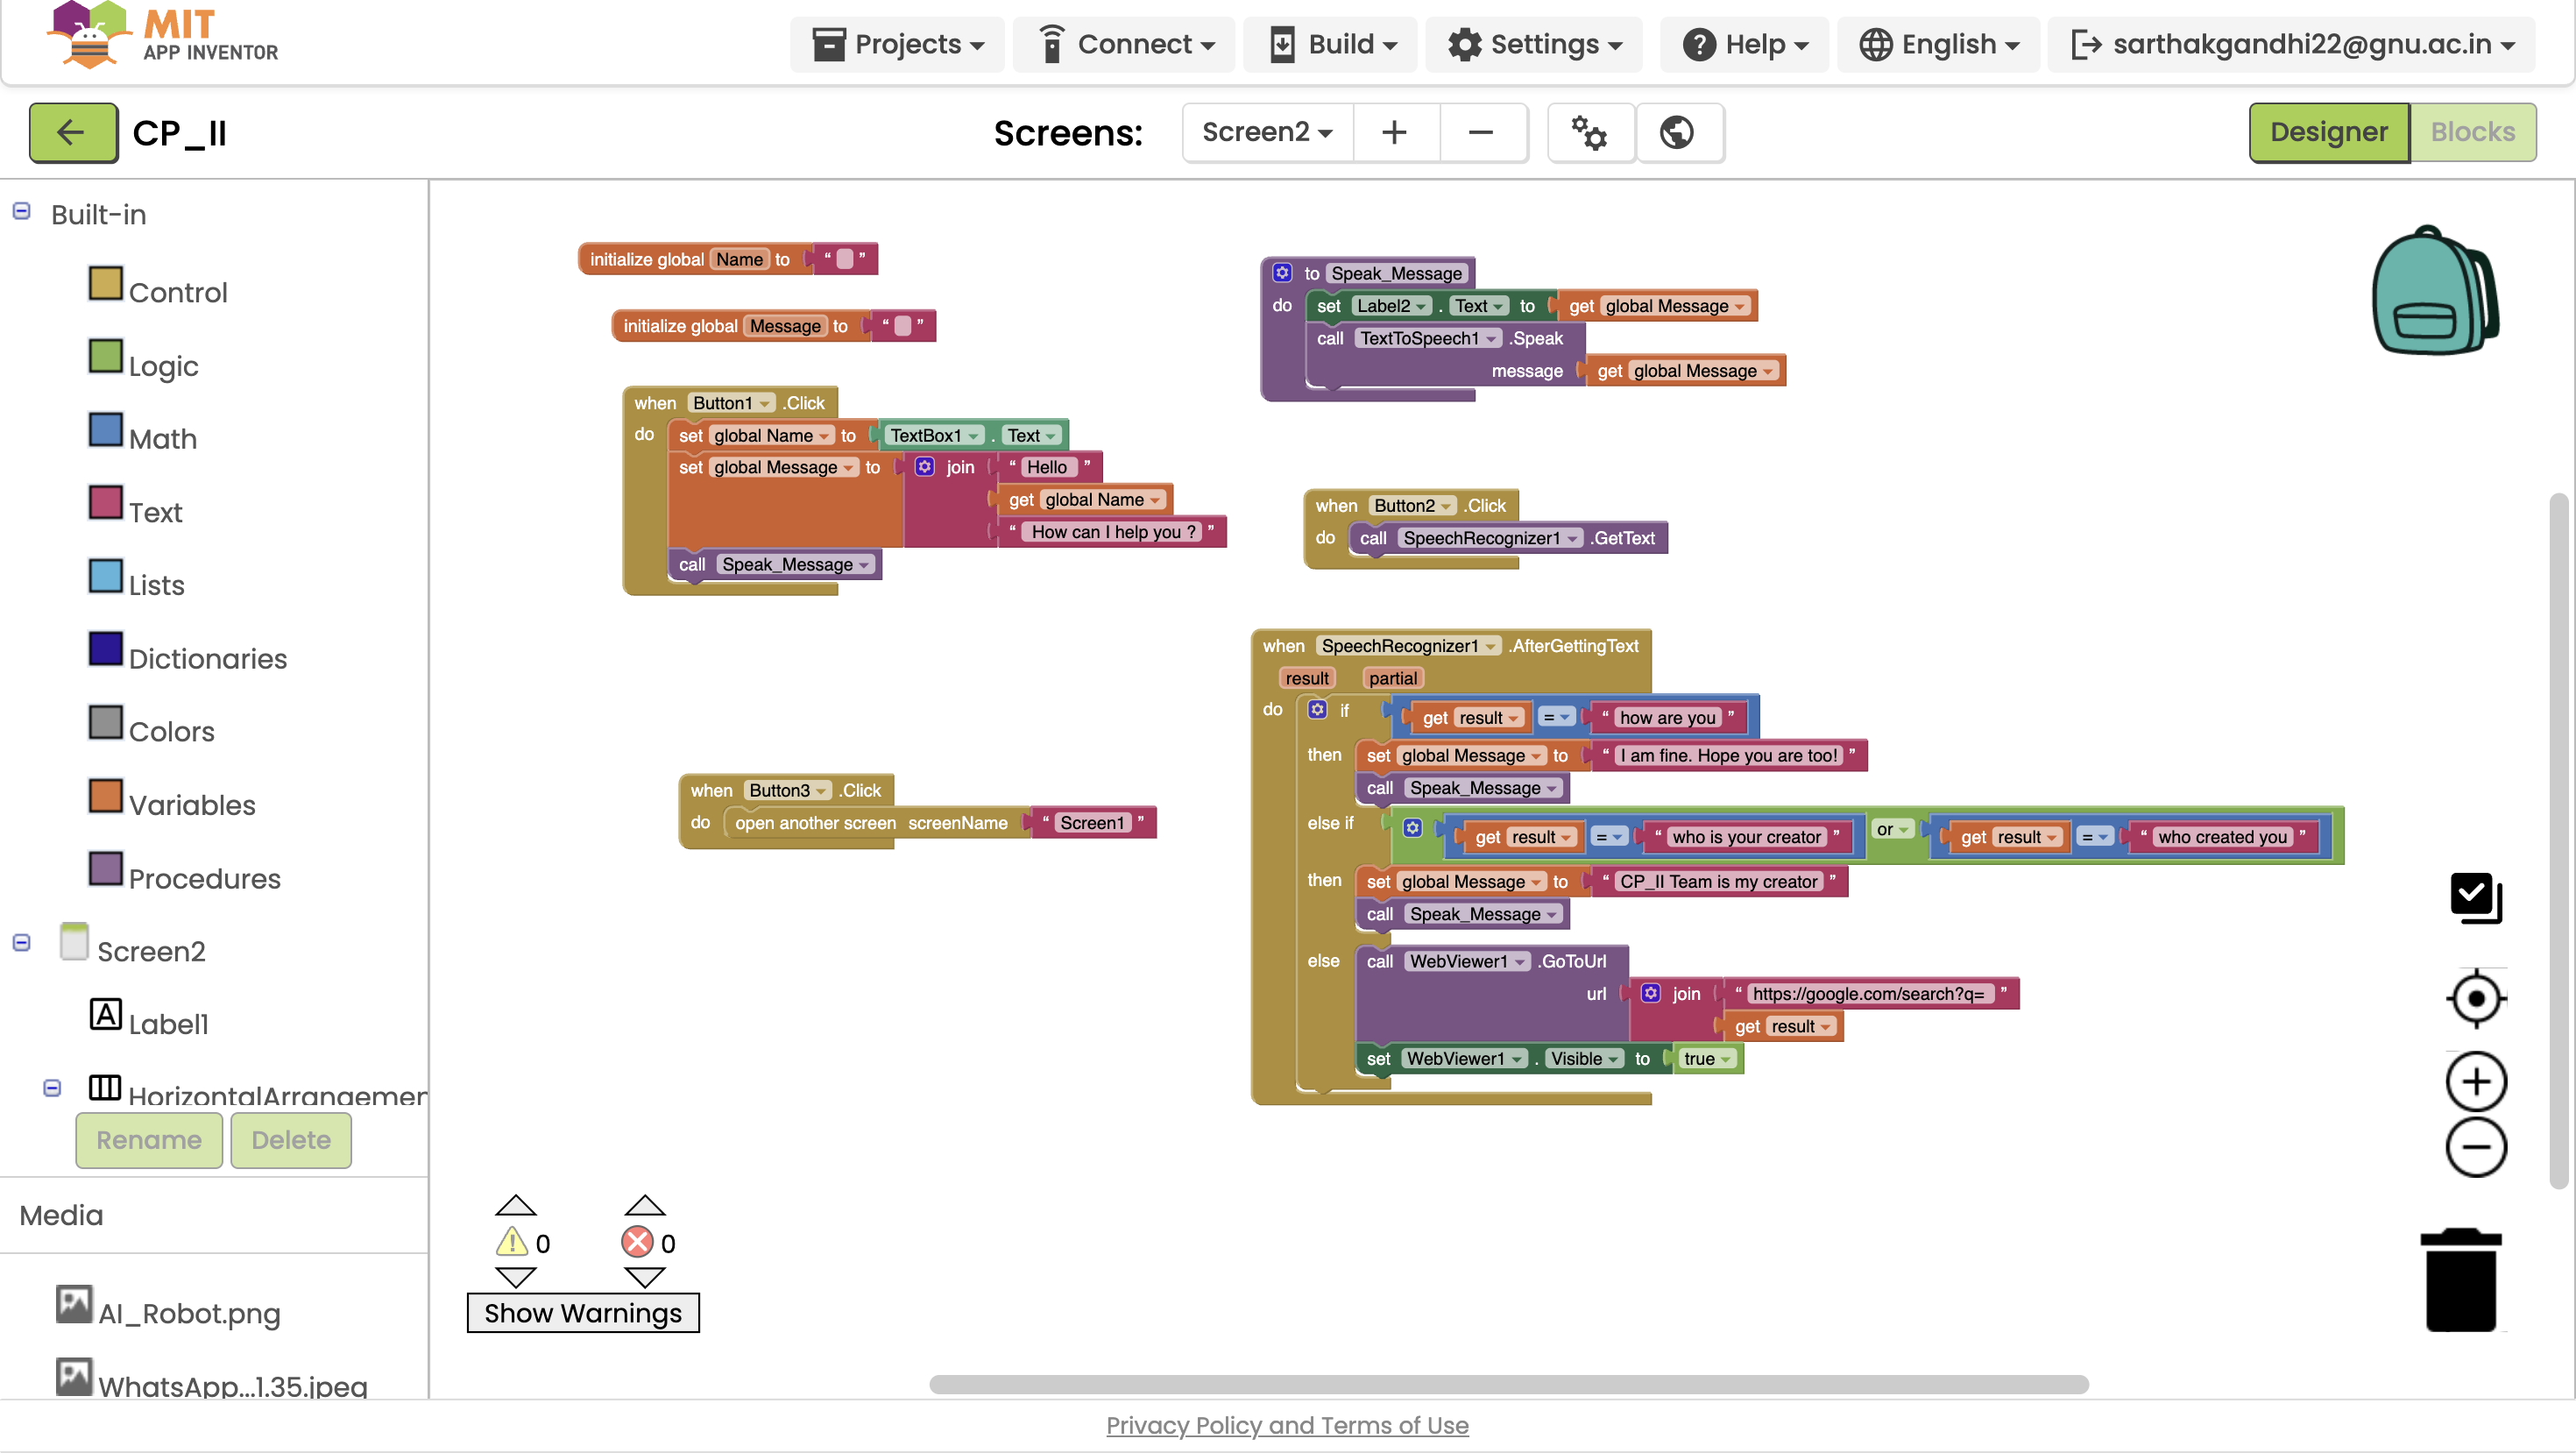 MIT
APP INVENTOR
Projects
Connect
Build
Settings
Help
English
sarthakgandhi22@gnu.ac.in
CP_II
Screens:
Screen2
Designer
Blocks
Built-in
Control
Logic
Math
Text
Lists
Dictionaries
Colors
Variables
Procedures
Screen2
Label1
HorizontalArrangemen
Rename
Delete
Media
AI_Robot.png
WhatsApp...1.35.jpeg
initialize global Name to " "
initialize global Message to " "
when Button1 .Click
do set global Name to TextBox1 . Text
set global Message to join " Hello "
get global Name
" How can I help you ? "
call Speak_Message
when Button3 .Click
do open another screen screenName " Screen1 "
to Speak_Message
do set Label2 . Text to get global Message
call TextToSpeech1 .Speak
message get global Message
when Button2 .Click
do call SpeechRecognizer1 .GetText
when SpeechRecognizer1 .AfterGettingText
result partial
do if get result = " how are you "
then set global Message to " I am fine. Hope you are too! "
call Speak_Message
else if get result = " who is your creator " or get result = " who created you "
then set global Message to " CP_II Team is my creator "
call Speak_Message
else call WebViewer1 .GoToUrl
url join " https://google.com/search?q= "
get result
set WebViewer1 . Visible to true
0 0
Show Warnings
Privacy Policy and Terms of Use